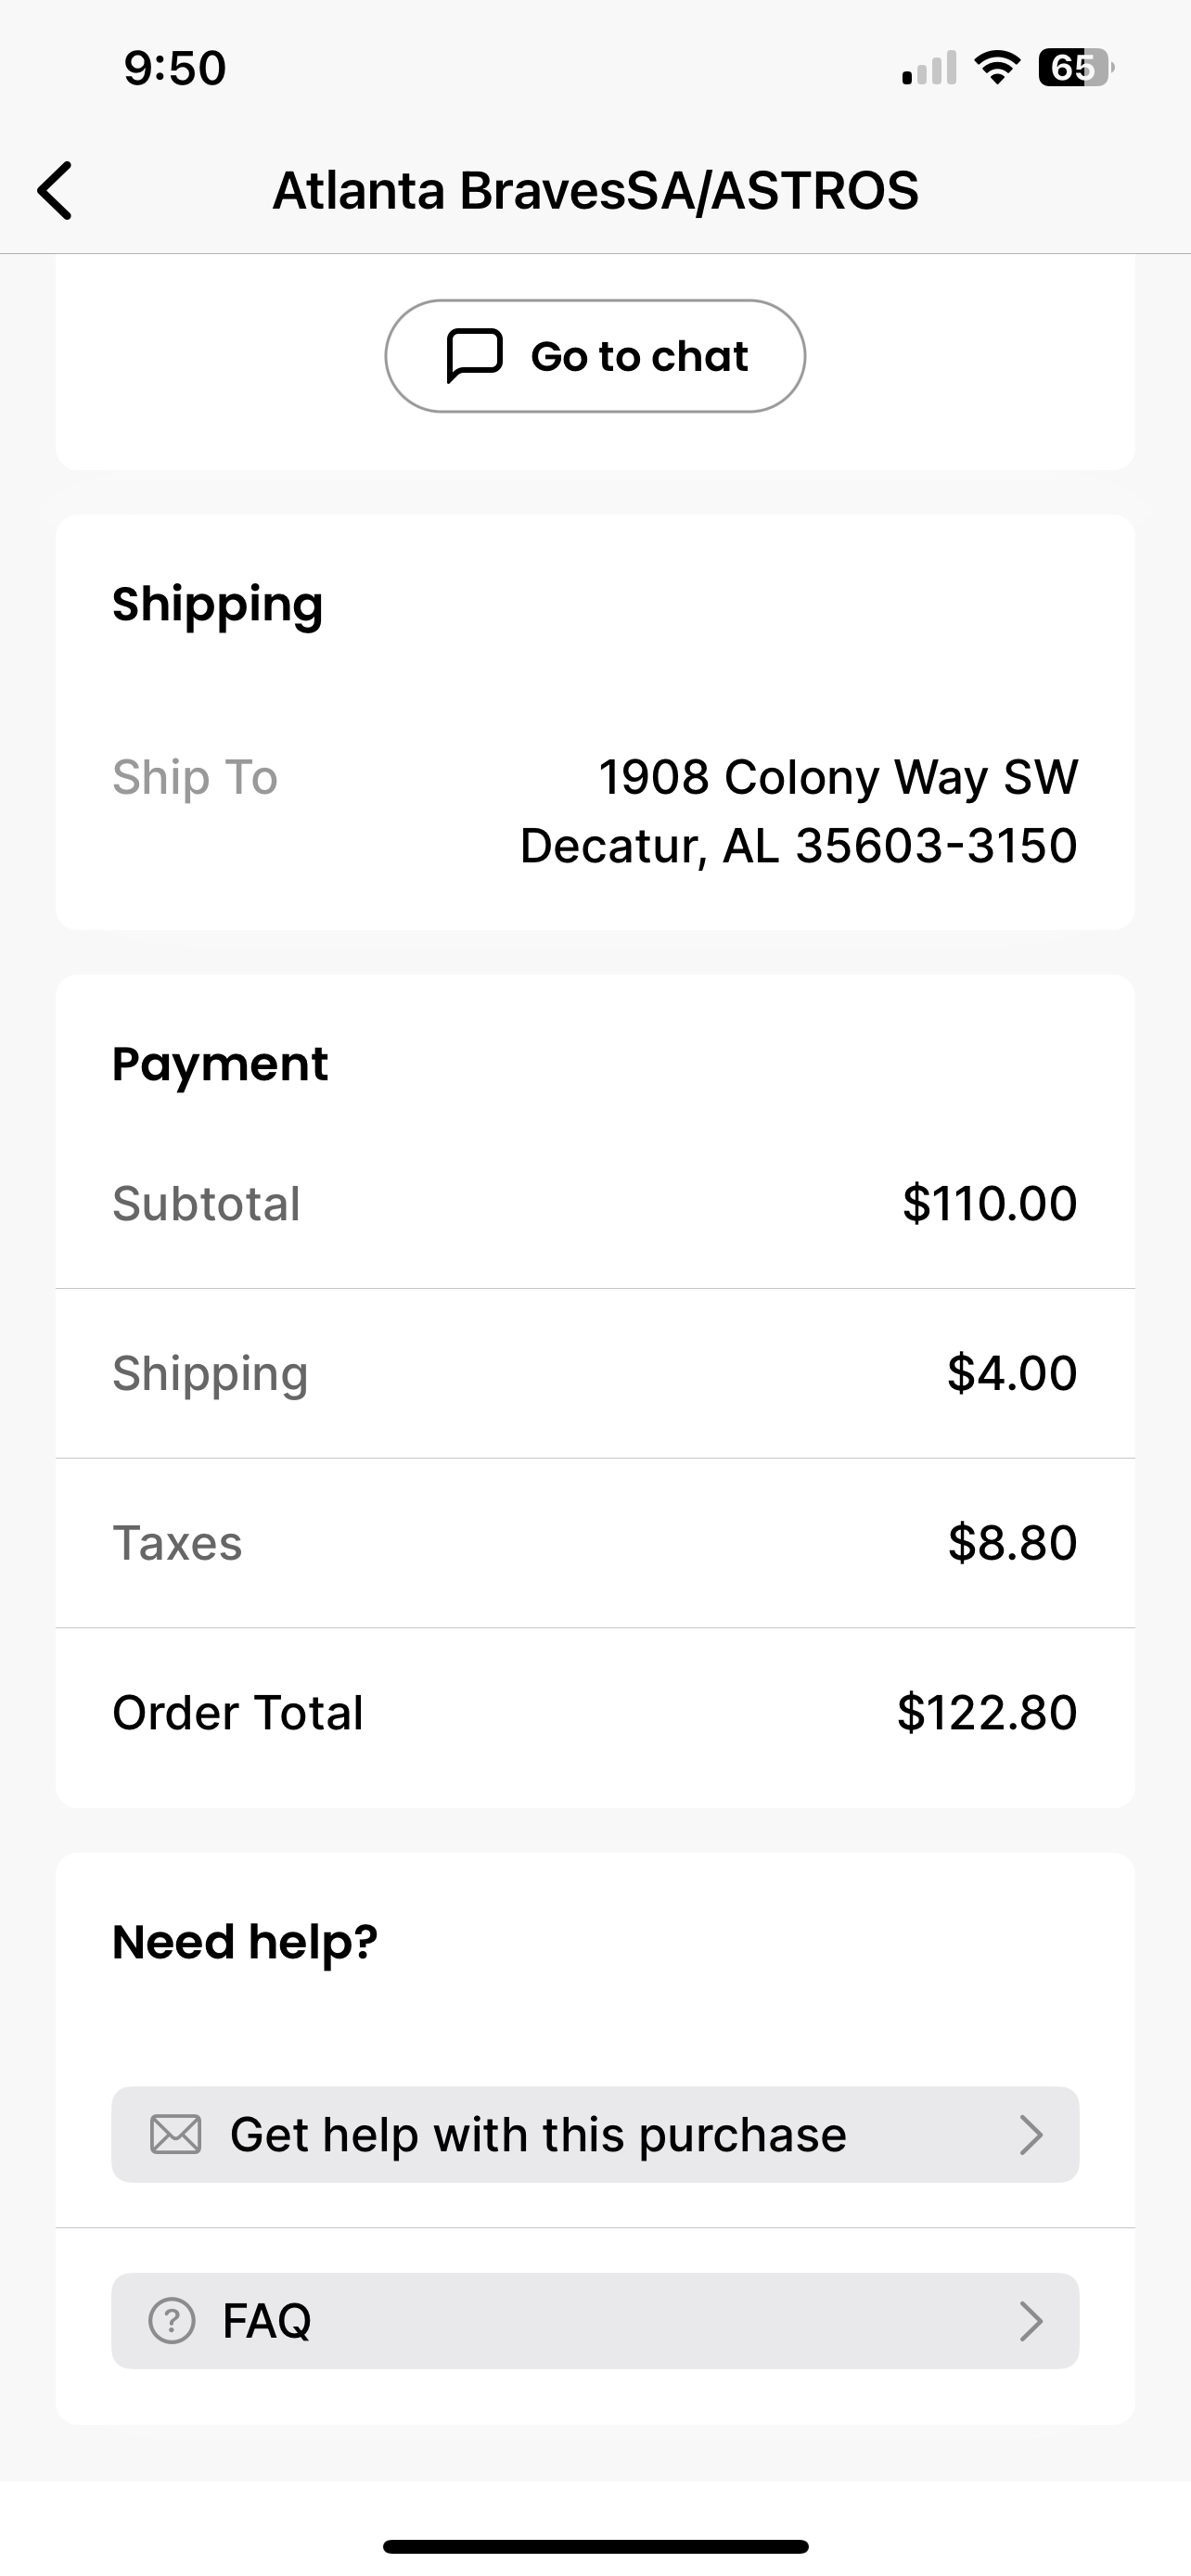 9:50
65
Atlanta BravesSA/ASTROS
Go to chat
Shipping
Ship To
1908 Colony Way SW
Decatur, AL 35603-3150
Payment
Subtotal $110.00
Shipping $4.00
Taxes $8.80
Order Total $122.80
Need help?
Get help with this purchase
? FAQ